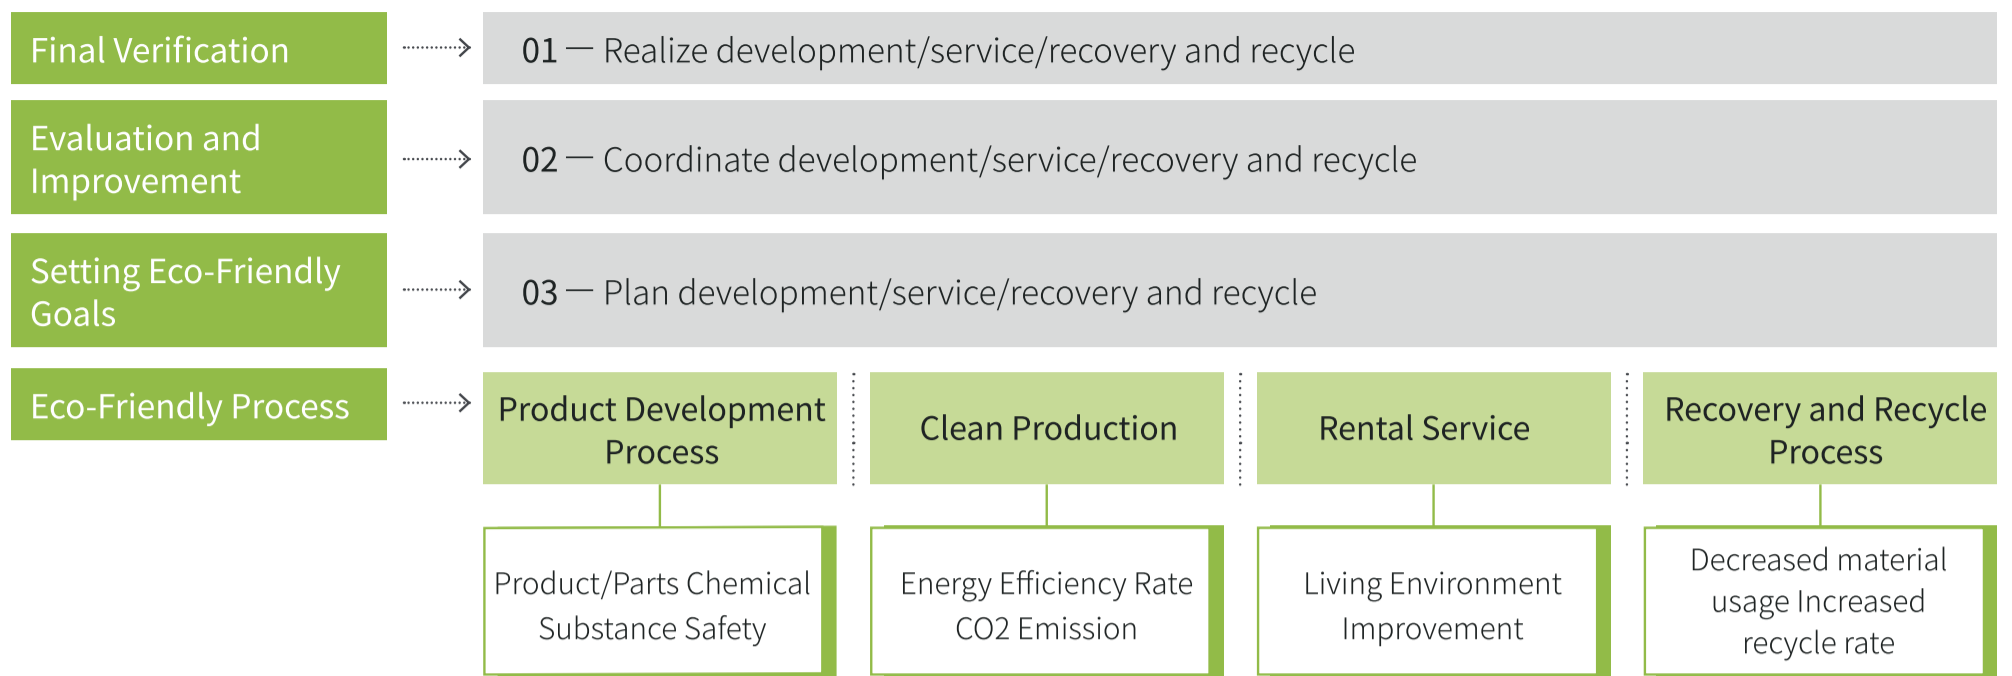 Final Verification
01 — Realize development/service/recovery and recycle
Evaluation and
Improvement
02 — Coordinate development/service/recovery and recycle
Setting Eco-Friendly
Goals
03 — Plan development/service/recovery and recycle
Eco-Friendly Process
Product Development
Process
Clean Production
Rental Service
Recovery and Recycle
Process
Product/Parts Chemical
Substance Safety
Energy Efficiency Rate
CO2 Emission
Living Environment
Improvement
Decreased material
usage Increased
recycle rate